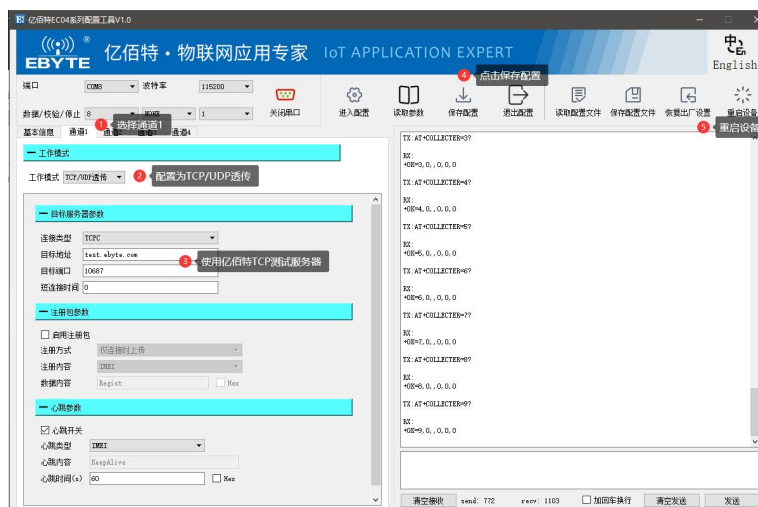 亿佰特EC04系列配置工具V1.0
((•)) ®
EBYTE 亿佰特·物联网应用专家 IoT APPLICATION EXPERT
中 E
English
端口 COM8 波特率 115200
数据/校验/停止 8 NONE 1
关闭串口
进入配置
读取参数
4 点击保存配置
保存配置
退出配置
读取配置文件
保存配置文件
恢复出厂设置
重启设备
5 重启设备
基本信息 通道1 通道4
1 选择通道1
工作模式
工作模式 TCP/UDP透传
2 配置为TCP/UDP透传
目标服务器参数
连接类型 TCPC
目标地址 test.ebyte.com
目标端口 10687
3 使用亿佰特TCP测试服务器
短连接时间 0
注册包参数
启用注册包
注册方式 仅连接时上传
注册内容 IMEI
数据内容 Regist Hex
心跳参数
心跳开关
心跳类型 IMEI
心跳内容 KeepAlive
心跳时间(s) 60 Hex
TX:AT+COLLECTER=3?
RX:
+OK=3,0,,0,0,0
TX:AT+COLLECTER=4?
RX:
+OK=4,0,,0,0,0
TX:AT+COLLECTER=5?
RX:
+OK=5,0,,0,0,0
TX:AT+COLLECTER=6?
RX:
+OK=6,0,,0,0,0
TX:AT+COLLECTER=7?
RX:
+OK=7,0,,0,0,0
TX:AT+COLLECTER=8?
RX:
+OK=8,0,,0,0,0
TX:AT+COLLECTER=9?
RX:
+OK=9,0,,0,0,0
清空接收 send: 772 recv: 1103 加回车换行 清空发送 发送